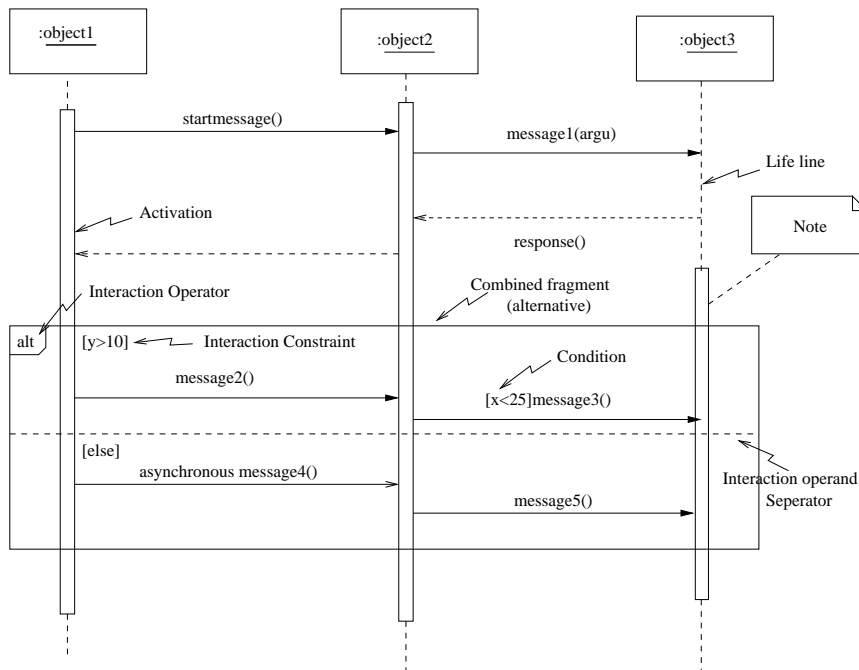 :object1
:object2
:object3
startmessage()
message1(argu)
Life line
Activation
Note
response()
Interaction Operator
Combined fragment
(alternative)
alt
[y>10]
Interaction Constraint
Condition
message2()
[x<25]message3()
[else]
asynchronous message4()
Interaction operand
Seperator
message5()